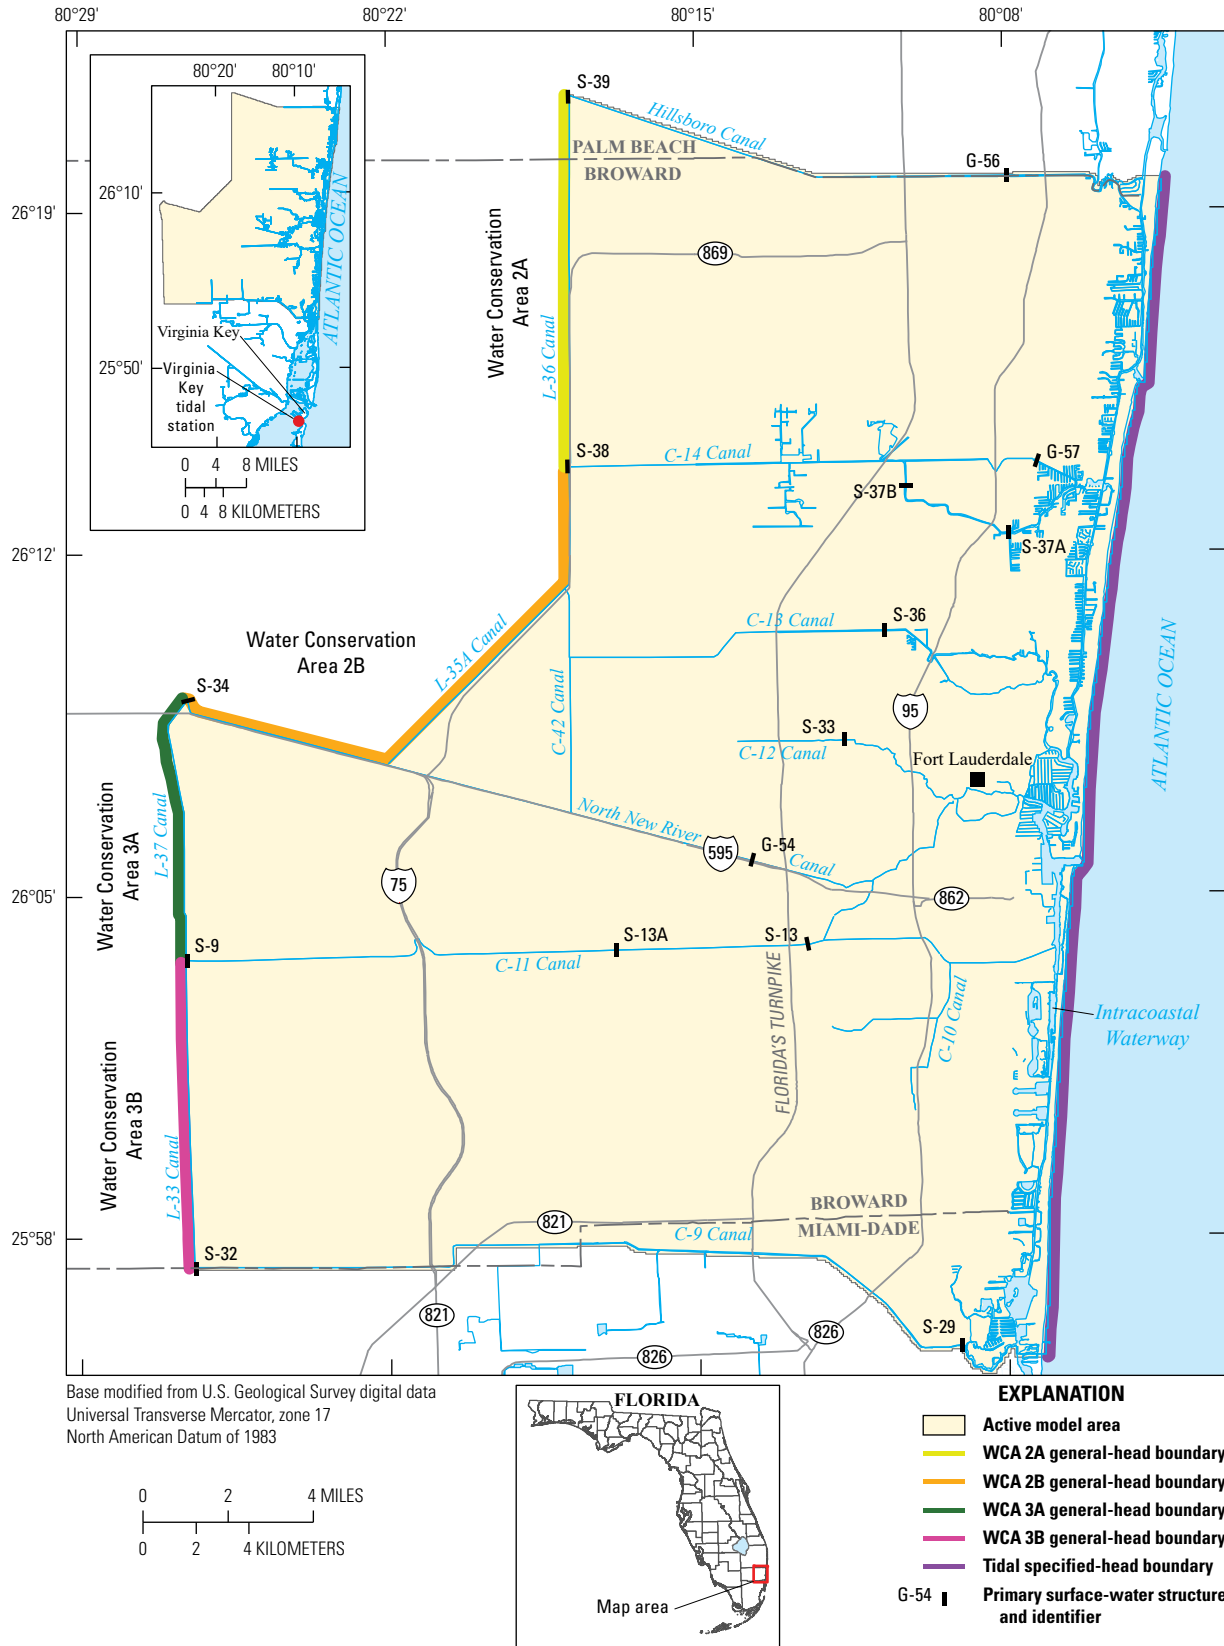 80°29'
80°22'
80°15'
80°08'
80°20'
80°10'
26°10'
25°50'
ATLANTIC OCEAN
Virginia Key
Virginia
Key
tidal
station
0 4 8 MILES
0 4 8 KILOMETERS
S-39
Hillsboro Canal
PALM BEACH
BROWARD
G-56
26°19'
869
Water Conservation
Area 2A
L-36 Canal
S-38
C-14 Canal
G-57
S-37B
S-37A
26°12'
Water Conservation
Area 2B
L-35A Canal
C-13 Canal
S-36
S-34
C-42 Canal
95
S-33
C-12 Canal
Fort Lauderdale
ATLANTIC OCEAN
Water Conservation
Area 3A
L-37 Canal
North New River
Canal
595
G-54
75
862
26°05'
S-9
C-11 Canal
S-13A
S-13
FLORIDA'S TURNPIKE
C-10 Canal
Intracoastal
Waterway
Water Conservation
Area 3B
L-33 Canal
BROWARD
MIAMI-DADE
821
C-9 Canal
25°58'
S-32
821
826
826
S-29
Base modified from U.S. Geological Survey digital data
Universal Transverse Mercator, zone 17
North American Datum of 1983
0 2 4 MILES
0 2 4 KILOMETERS
FLORIDA
Map area
EXPLANATION
Active model area
WCA 2A general-head boundary
WCA 2B general-head boundary
WCA 3A general-head boundary
WCA 3B general-head boundary
Tidal specified-head boundary
G-54 Primary surface-water structure
and identifier